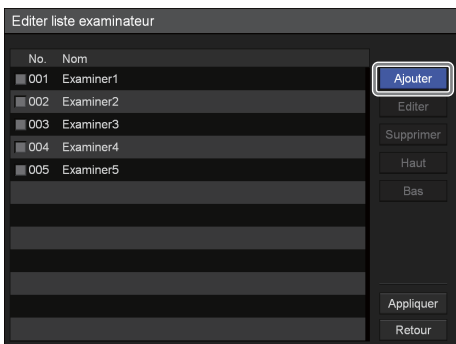 Editer liste examinateur
No. Nom
001 Examiner1
002 Examiner2
003 Examiner3
004 Examiner4
005 Examiner5
Ajouter
Editer
Supprimer
Haut
Bas
Appliquer
Retour